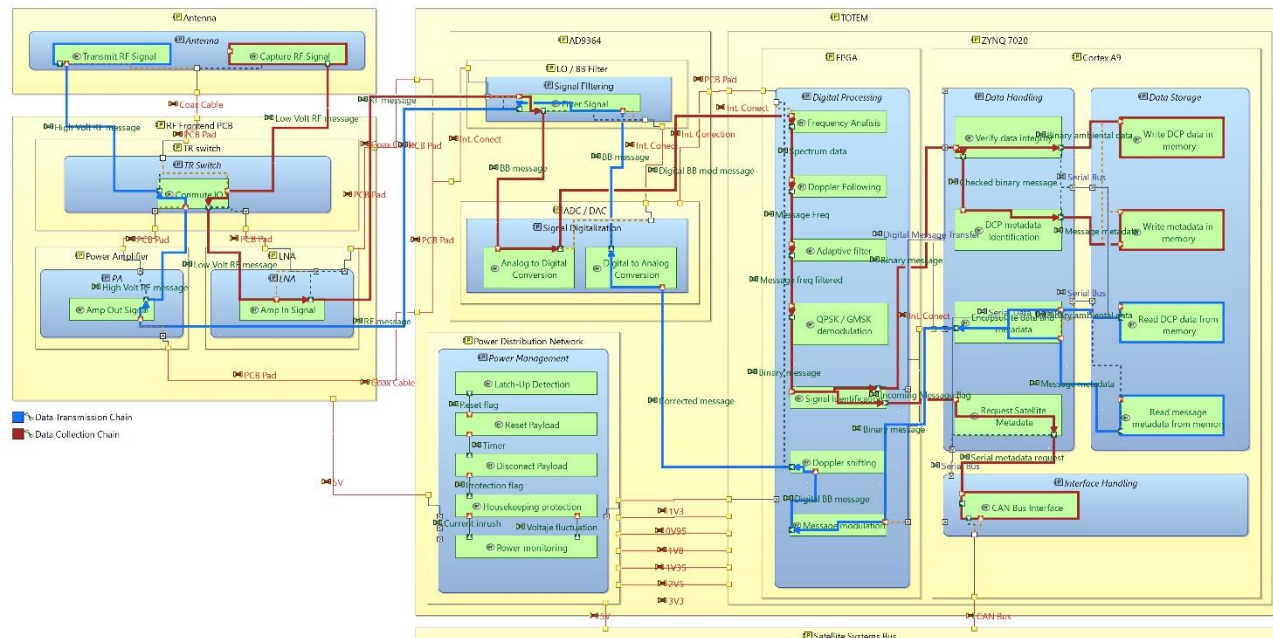 Antenna
Antenna
Transmit RF Signal
Capture RF Signal
Coax Cable
High Volt RF message
Low Volt RF message
RF message
RF Frontend PCB
PCB Pad
TR switch
TR Switch
Conmute IO
Coax Cable
PCB Pad
PCB Pad
PCB Pad
PCB Pad
Power Amplifier
PA
High Volt RF message
Amp Out Signal
Low Volt RF message
LNA
LNA
Amp In Signal
RF message
PCB Pad
Coax Cable
Data Transmission Chain
Data Collection Chain
5V
TOTEM
AD9364
LO / BB Filter
Signal FIltering
Filter Signal
PCB Pad
Int. Conect
Int. Conect
Int. Conection
Int. Conect
BB message
BB message
Digital BB mod message
ADC / DAC
Signal Digitalization
Analog to Digital
Conversion
Digital to Analog
Conversion
Power Distribution Network
Power Management
Latch-Up Detection
Reset flag
Reset Payload
Timer
Disconect Payload
Protection flag
Housekeeping protection
Current inrush
Voltaje fluctuation
Power monitoring
Corrected message
1V3
0V95
1V8
1V35
2V5
3V3
5V
ZYNQ 7020
FPGA
Digital Processing
Frequency Analisis
Spectrum data
Doppler Following
Message Freq
Adaptive filter
Message freq filtered
QPSK / GMSK
demodulation
Binary message
Signal Identification
Incoming Message flag
Binary message
Doppler shifting
Digital BB message
Message modulation
Digital Message Transfer
Binary message
Int. Conect
Cortex A9
Data Handling
Verify data integrity
Binary ambiental data
Checked binary message
Serial Bus
DCP metadata
Identification
Message metadata
Serial Bus
Encapsulate data and
metadata
Message metadata
Request Satellite
Metadata
Serial metadata request
Serial Bus
Data Storage
Write DCP data in
memory
Write metadata in
memory
Read DCP data from
memory
Read message
metadata from memory
Interface Handling
CAN Bus Interface
CAN Bus
Satellite Systems Bus